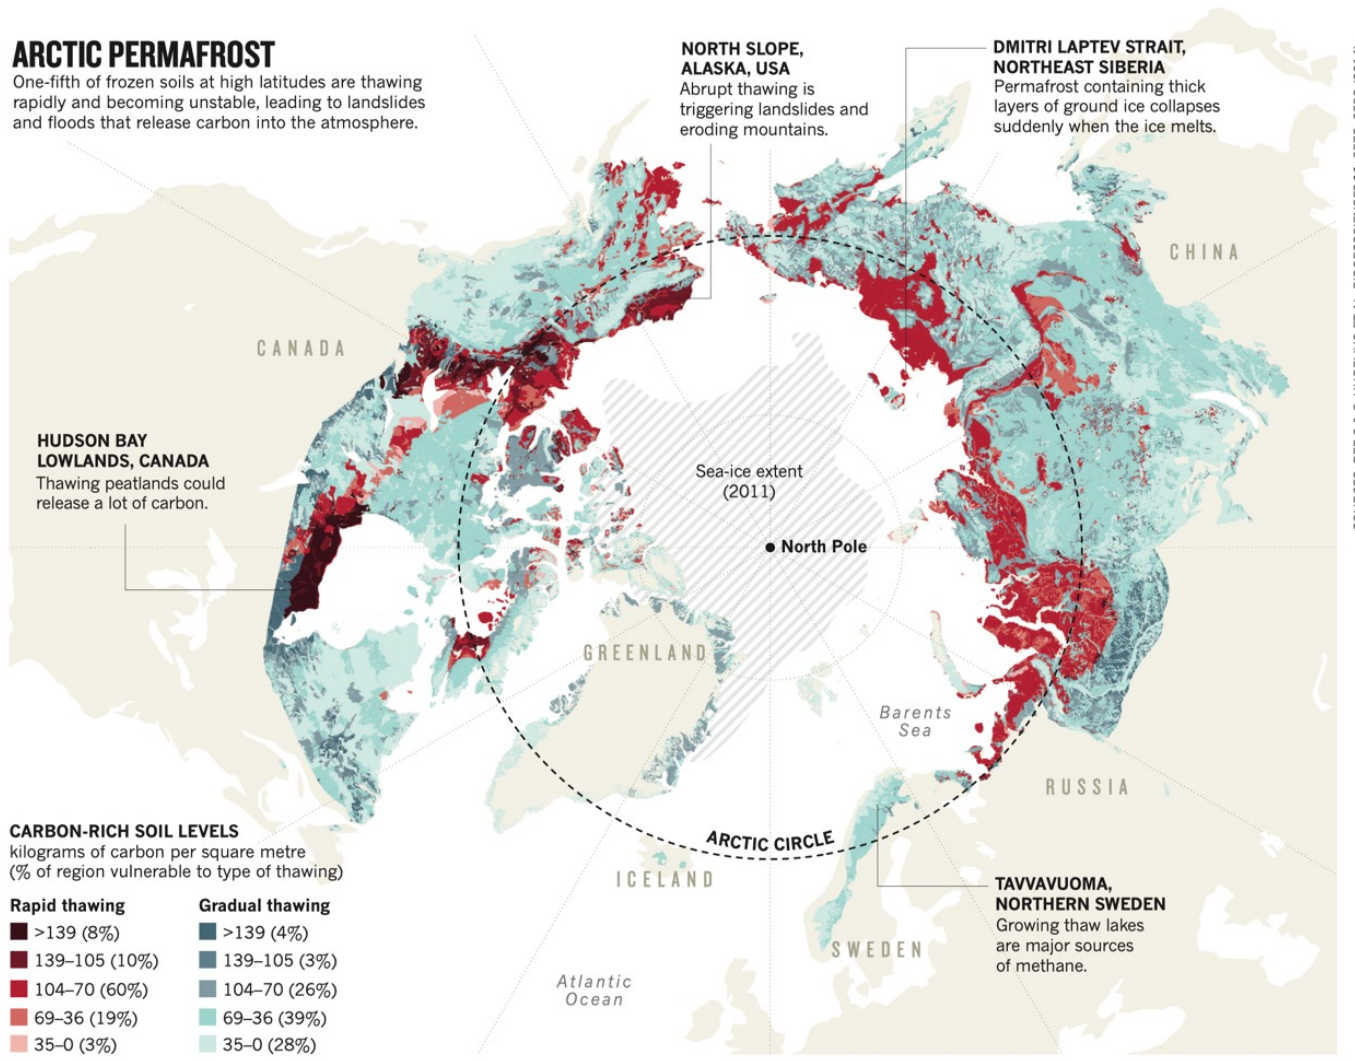 ARCTIC PERMAFROST
One-fifth of frozen soils at high latitudes are thawing
rapidly and becoming unstable, leading to landslides
and floods that release carbon into the atmosphere.
NORTH SLOPE,
ALASKA, USA
Abrupt thawing is
triggering landslides and
eroding mountains.
DMITRI LAPTEV STRAIT,
NORTHEAST SIBERIA
Permafrost containing thick
layers of ground ice collapses
suddenly when the ice melts.
CHINA
CANADA
HUDSON BAY
LOWLANDS, CANADA
Thawing peatlands could
release a lot of carbon.
Sea-ice extent
(2011)
North Pole
GREENLAND
Barents
Sea
RUSSIA
ARCTIC CIRCLE
ICELAND
TAVVAVUOMA,
NORTHERN SWEDEN
Growing thaw lakes
are major sources
of methane.
SWEDEN
Atlantic
Ocean
CARBON-RICH SOIL LEVELS
kilograms of carbon per square metre
(% of region vulnerable to type of thawing)
Rapid thawing
>139 (8%)
139–105 (10%)
104–70 (60%)
69–36 (19%)
35–0 (3%)
Gradual thawing
>139 (4%)
139–105 (3%)
104–70 (26%)
69–36 (39%)
35–0 (28%)